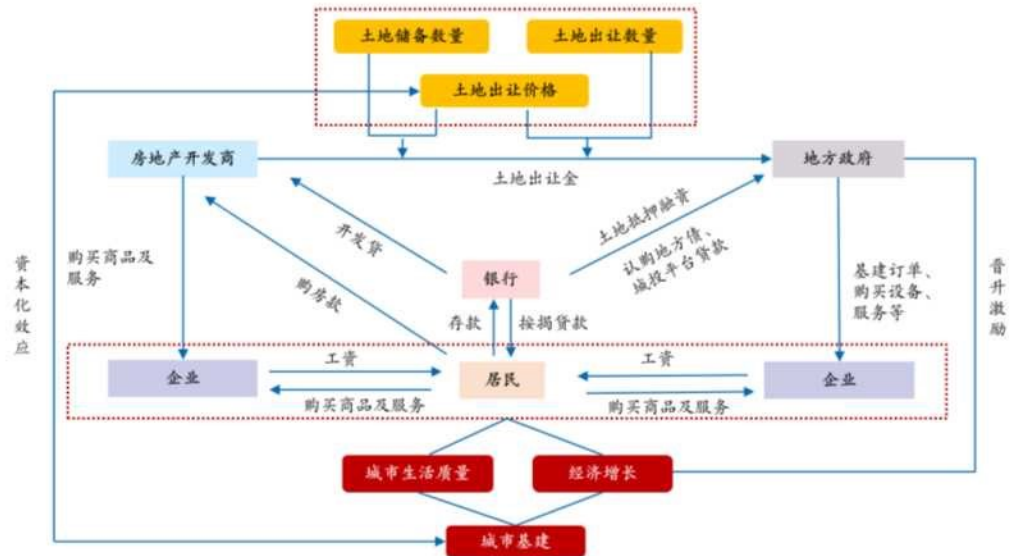 土地储备数量
土地出让数量
土地出让价格
房地产开发商
地方政府
土地出让金
土地抵押融资
开发贷
认购地方债、
城投平台贷款
购买商品及
服务
购房款
银行
基建订单、
购买设备、
服务等
资本化效应
晋升激励
存款
按揭贷款
企业
工资
居民
工资
企业
购买商品及服务
购买商品及服务
城市生活质量
经济增长
城市基建